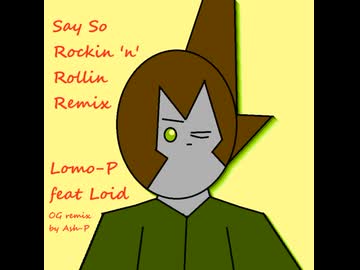 Say So
Rockin 'n'
Rollin
Remix
Lomo-P
feat Loid
OG remix
by Ash-P